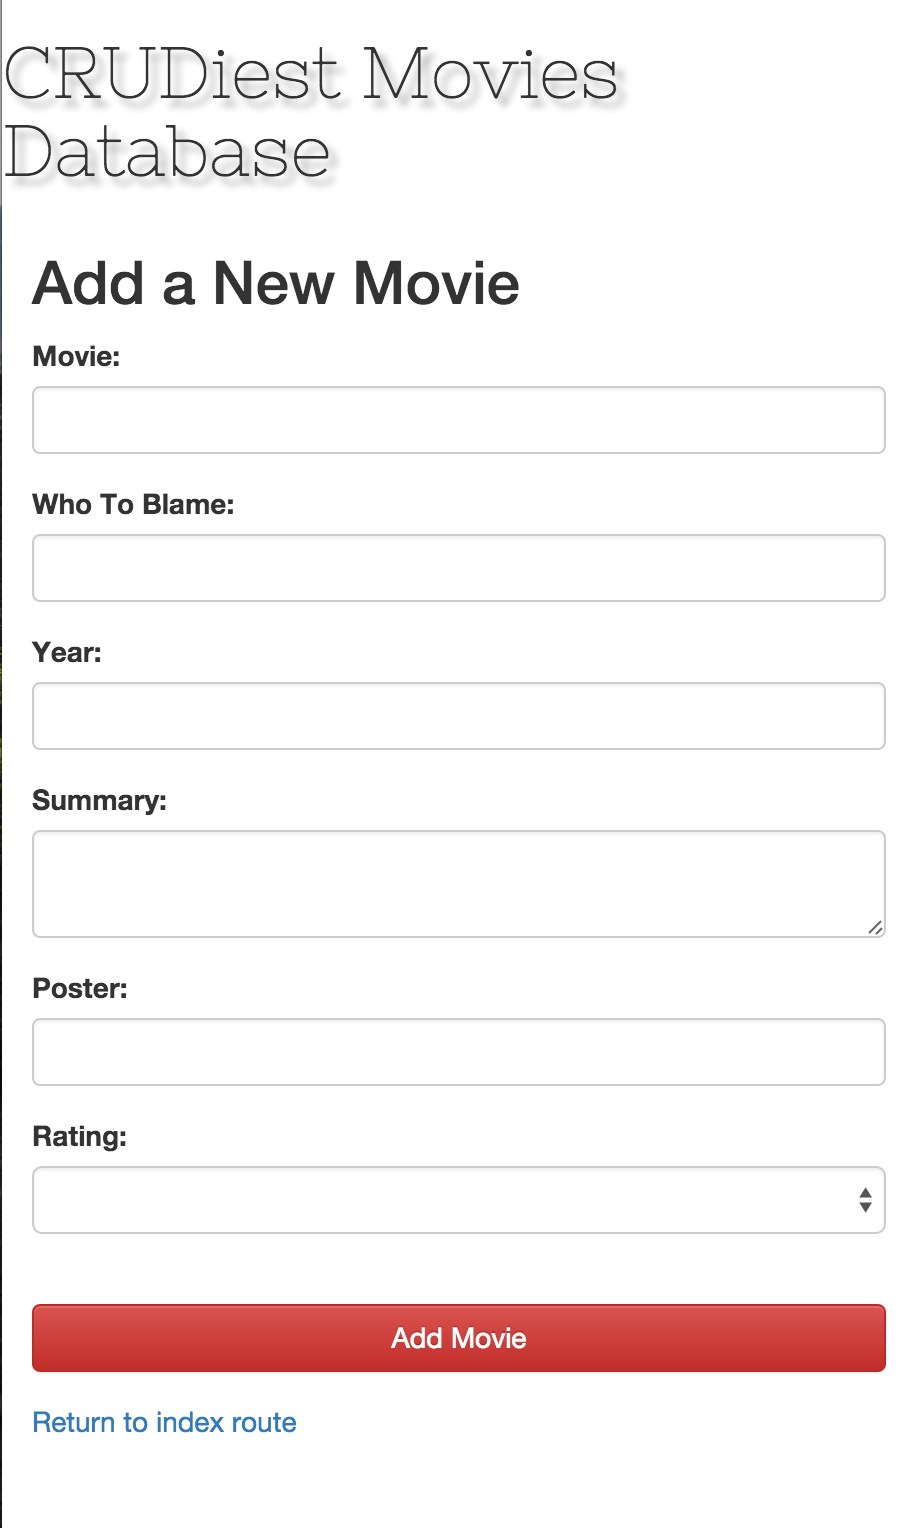 CRUDiest Movies
Database
Add a New Movie
Movie:
Who To Blame:
Year:
Summary:
Poster:
Rating:
Add Movie
Return to index route